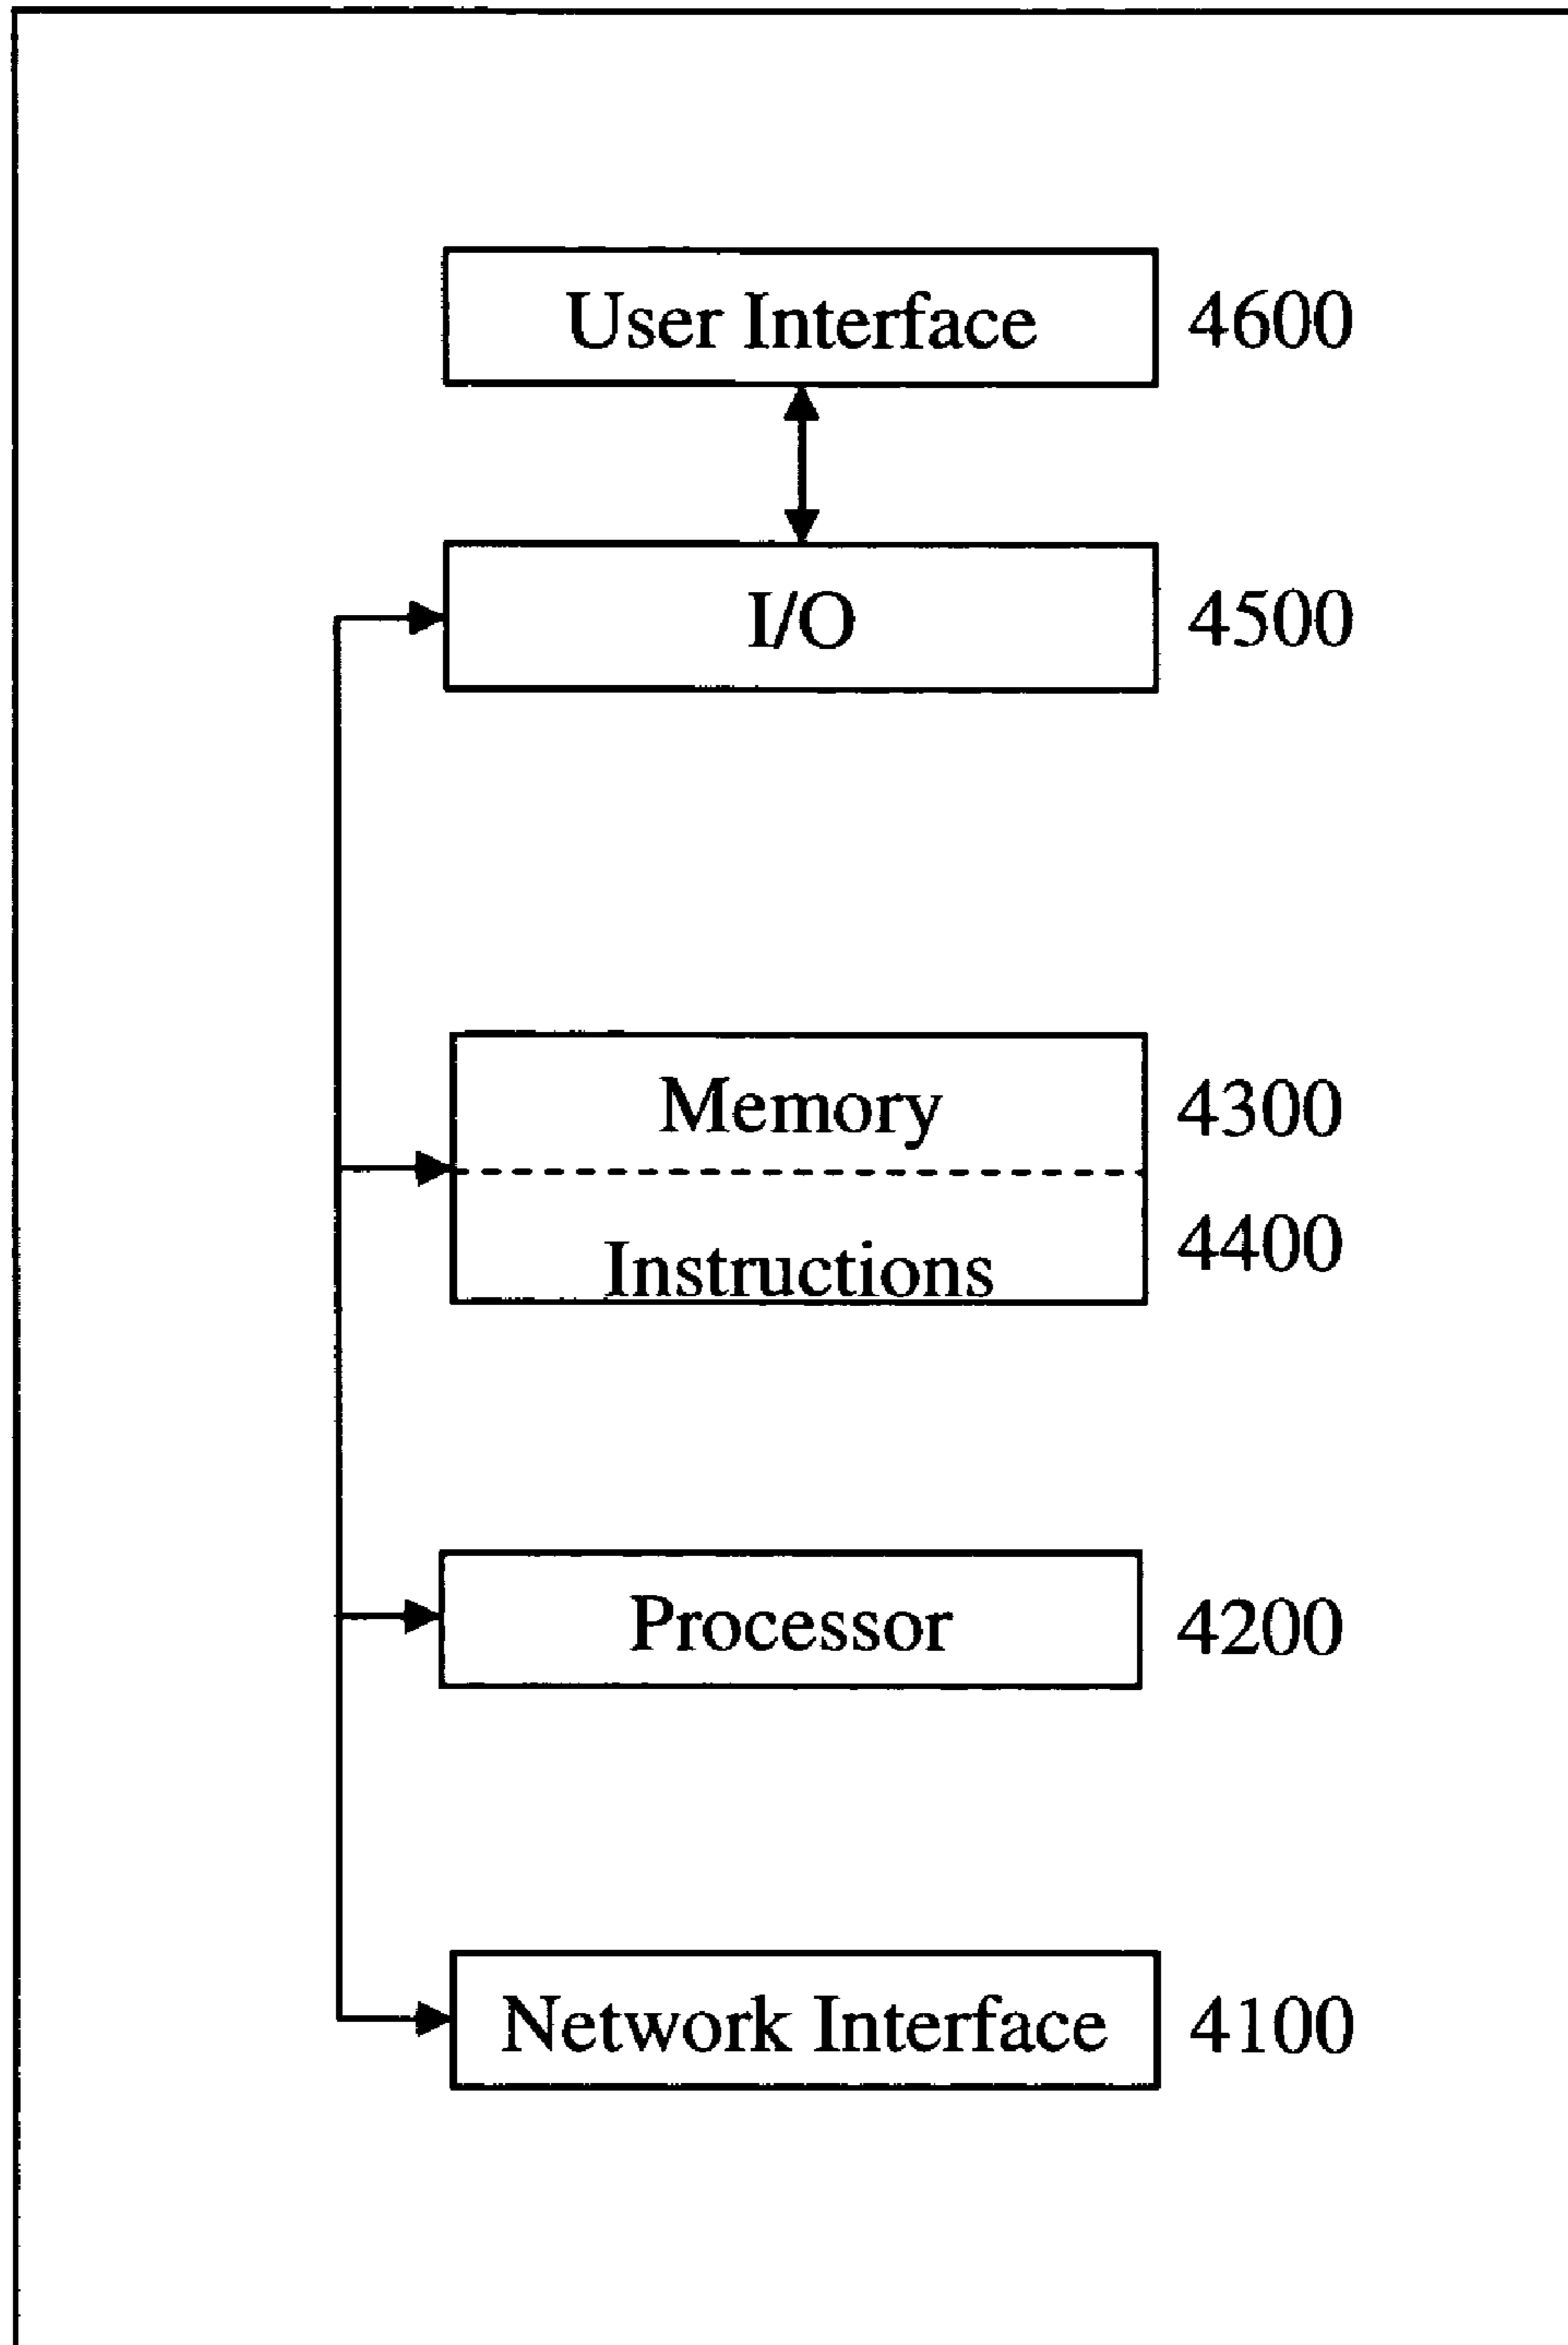 User Interface 4600
I/O 4500
Memory 4300
Instructions 4400
Processor 4200
Network Interface 4100